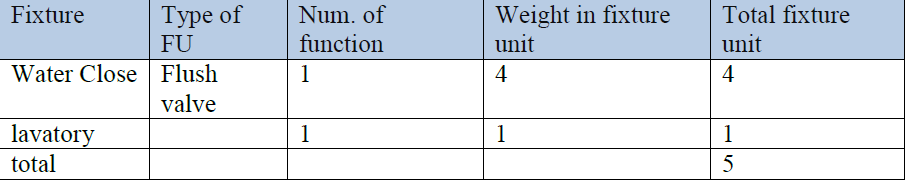 Fixture Type of FU Num. of function Weight in fixture unit Total fixture unit
Water Close Flush valve 1 4 4
lavatory 1 1 1
total 5